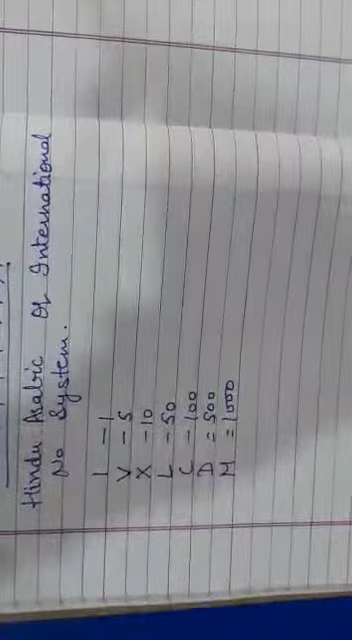 Hindu Arabic Or International
No System.
I - 1
V - 5
X - 10
L - 50
C - 100
D = 500
M = 1000